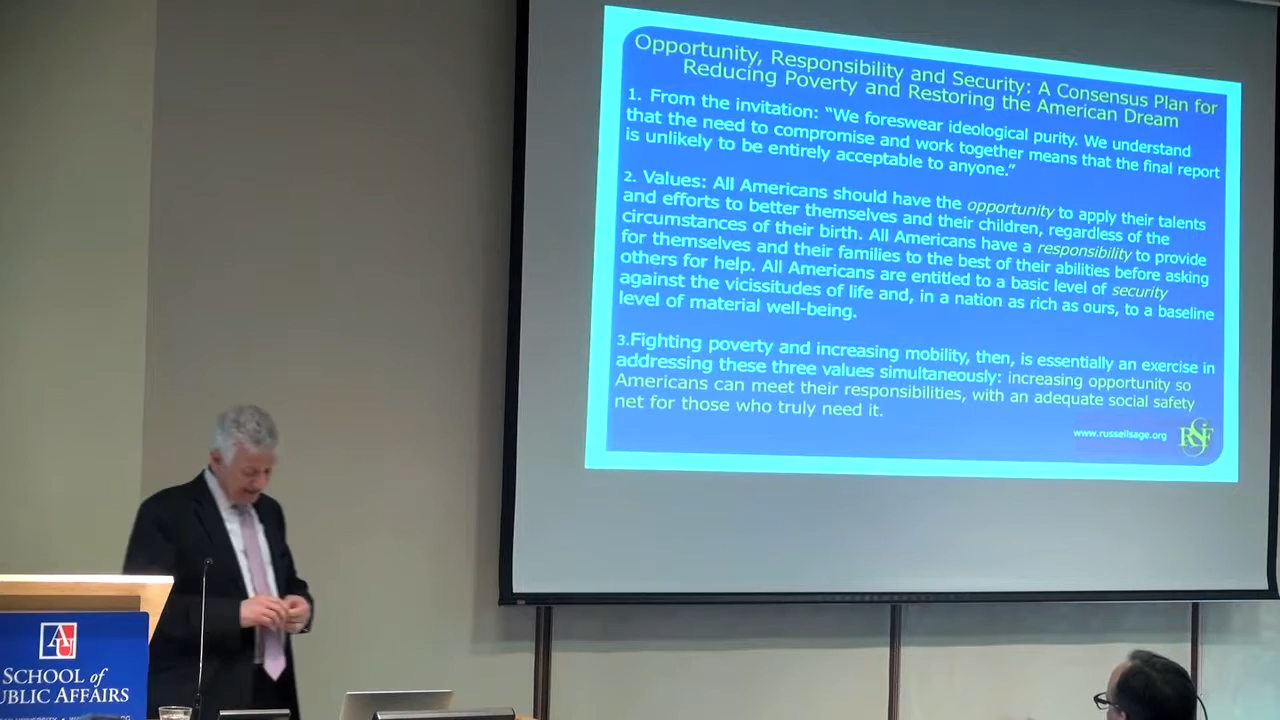 Opportunity, Responsibility and Security: A Consensus Plan for
Reducing Poverty and Restoring the American Dream
1. From the invitation: “We foreswear ideological purity. We understand
that the need to compromise and work together means that the final report
is unlikely to be entirely acceptable to anyone.”
2. Values: All Americans should have the opportunity to apply their talents
and efforts to better themselves and their children, regardless of the
circumstances of their birth. All Americans have a responsibility to provide
for themselves and their families to the best of their abilities before asking
others for help. All Americans are entitled to a basic level of security
against the vicissitudes of life and, in a nation as rich as ours, to a baseline
level of material well-being.
3.Fighting poverty and increasing mobility, then, is essentially an exercise in
addressing these three values simultaneously: increasing opportunity so
Americans can meet their responsibilities, with an adequate social safety
net for those who truly need it.
www.russellsage.org
RSF
AU
SCHOOL of
UBLIC AFFAIRS